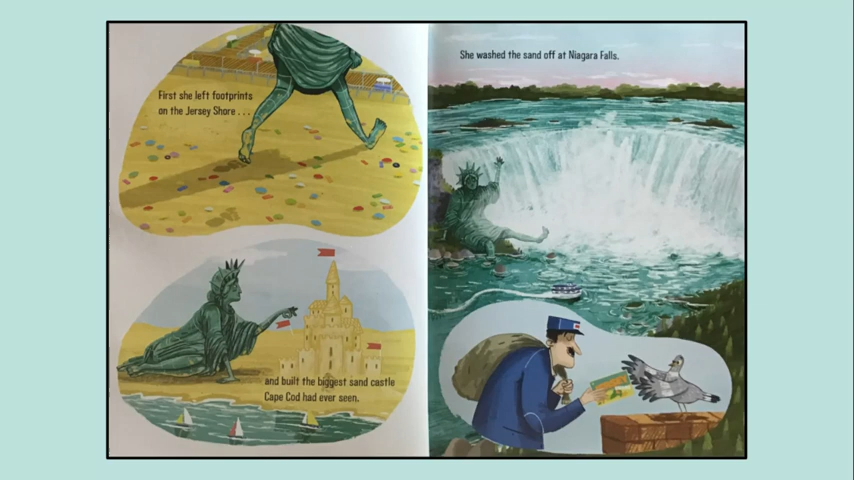 First she left footprints
on the Jersey Shore . . .
and built the biggest sand castle
Cape Cod had ever seen.
She washed the sand off at Niagara Falls.